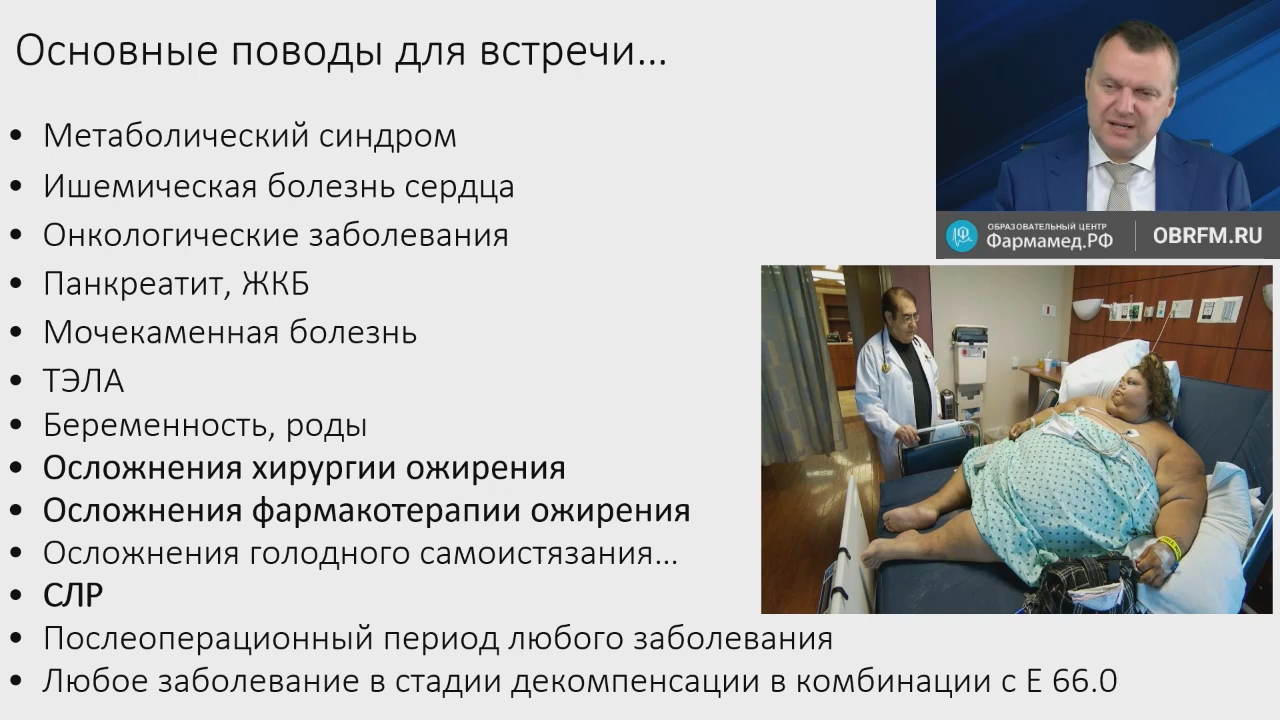 Основные поводы для встречи...
• Метаболический синдром
• Ишемическая болезнь сердца
• Онкологические заболевания
• Панкреатит, ЖКБ
• Мочекаменная болезнь
• ТЭЛА
• Беременность, роды
• Осложнения хирургии ожирения
• Осложнения фармакотерапии ожирения
• Осложнения голодного самоистязания...
• СЛР
• Послеоперационный период любого заболевания
• Любое заболевание в стадии декомпенсации в комбинации с Е 66.0
ОБРАЗОВАТЕЛЬНЫЙ ЦЕНТР
Фармамед.РФ
OBRFM.RU